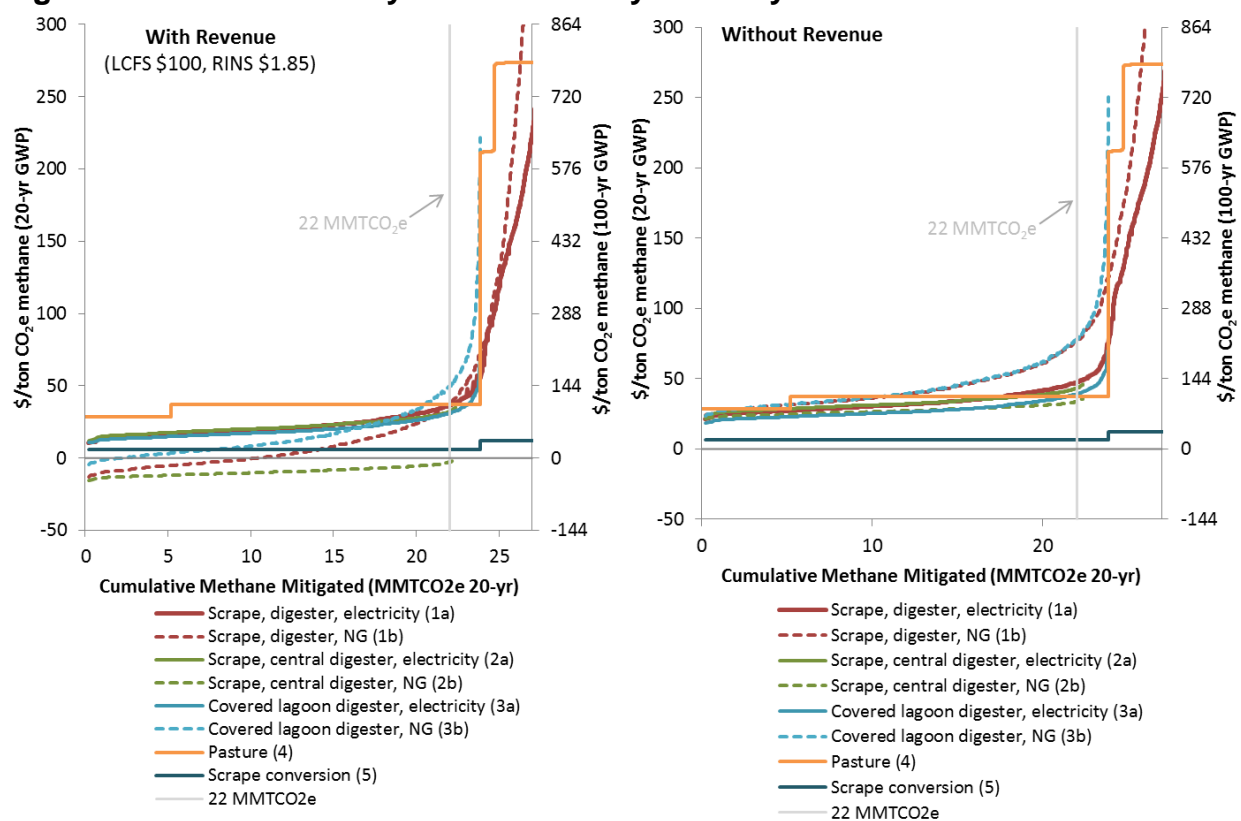 With Revenue
(LCFS $100, RINS $1.85)
$/ton CO2e methane (20-yr GWP)
300
250
200
150
100
50
0
-50
864
720
576
432
288
144
0
-144
$/ton CO2e methane (100-yr GWP)
22 MMTCO2e
0
5
10
15
20
25
Cumulative Methane Mitigated (MMTCO2e 20-yr)
Scrape, digester, electricity (1a)
Scrape, digester, NG (1b)
Scrape, central digester, electricity (2a)
Scrape, central digester, NG (2b)
Covered lagoon digester, electricity (3a)
Covered lagoon digester, NG (3b)
Pasture (4)
Scrape conversion (5)
22 MMTCO2e
Without Revenue
$/ton CO2e methane (20-yr GWP)
300
250
200
150
100
50
0
-50
864
720
576
432
288
144
0
-144
$/ton CO2e methane (100-yr GWP)
22 MMTCO2e
0
10
20
Cumulative Methane Mitigated (MMTCO2e 20-yr)
Scrape, digester, electricity (1a)
Scrape, digester, NG (1b)
Scrape, central digester, electricity (2a)
Scrape, central digester, NG (2b)
Covered lagoon digester, electricity (3a)
Covered lagoon digester, NG (3b)
Pasture (4)
Scrape conversion (5)
22 MMTCO2e